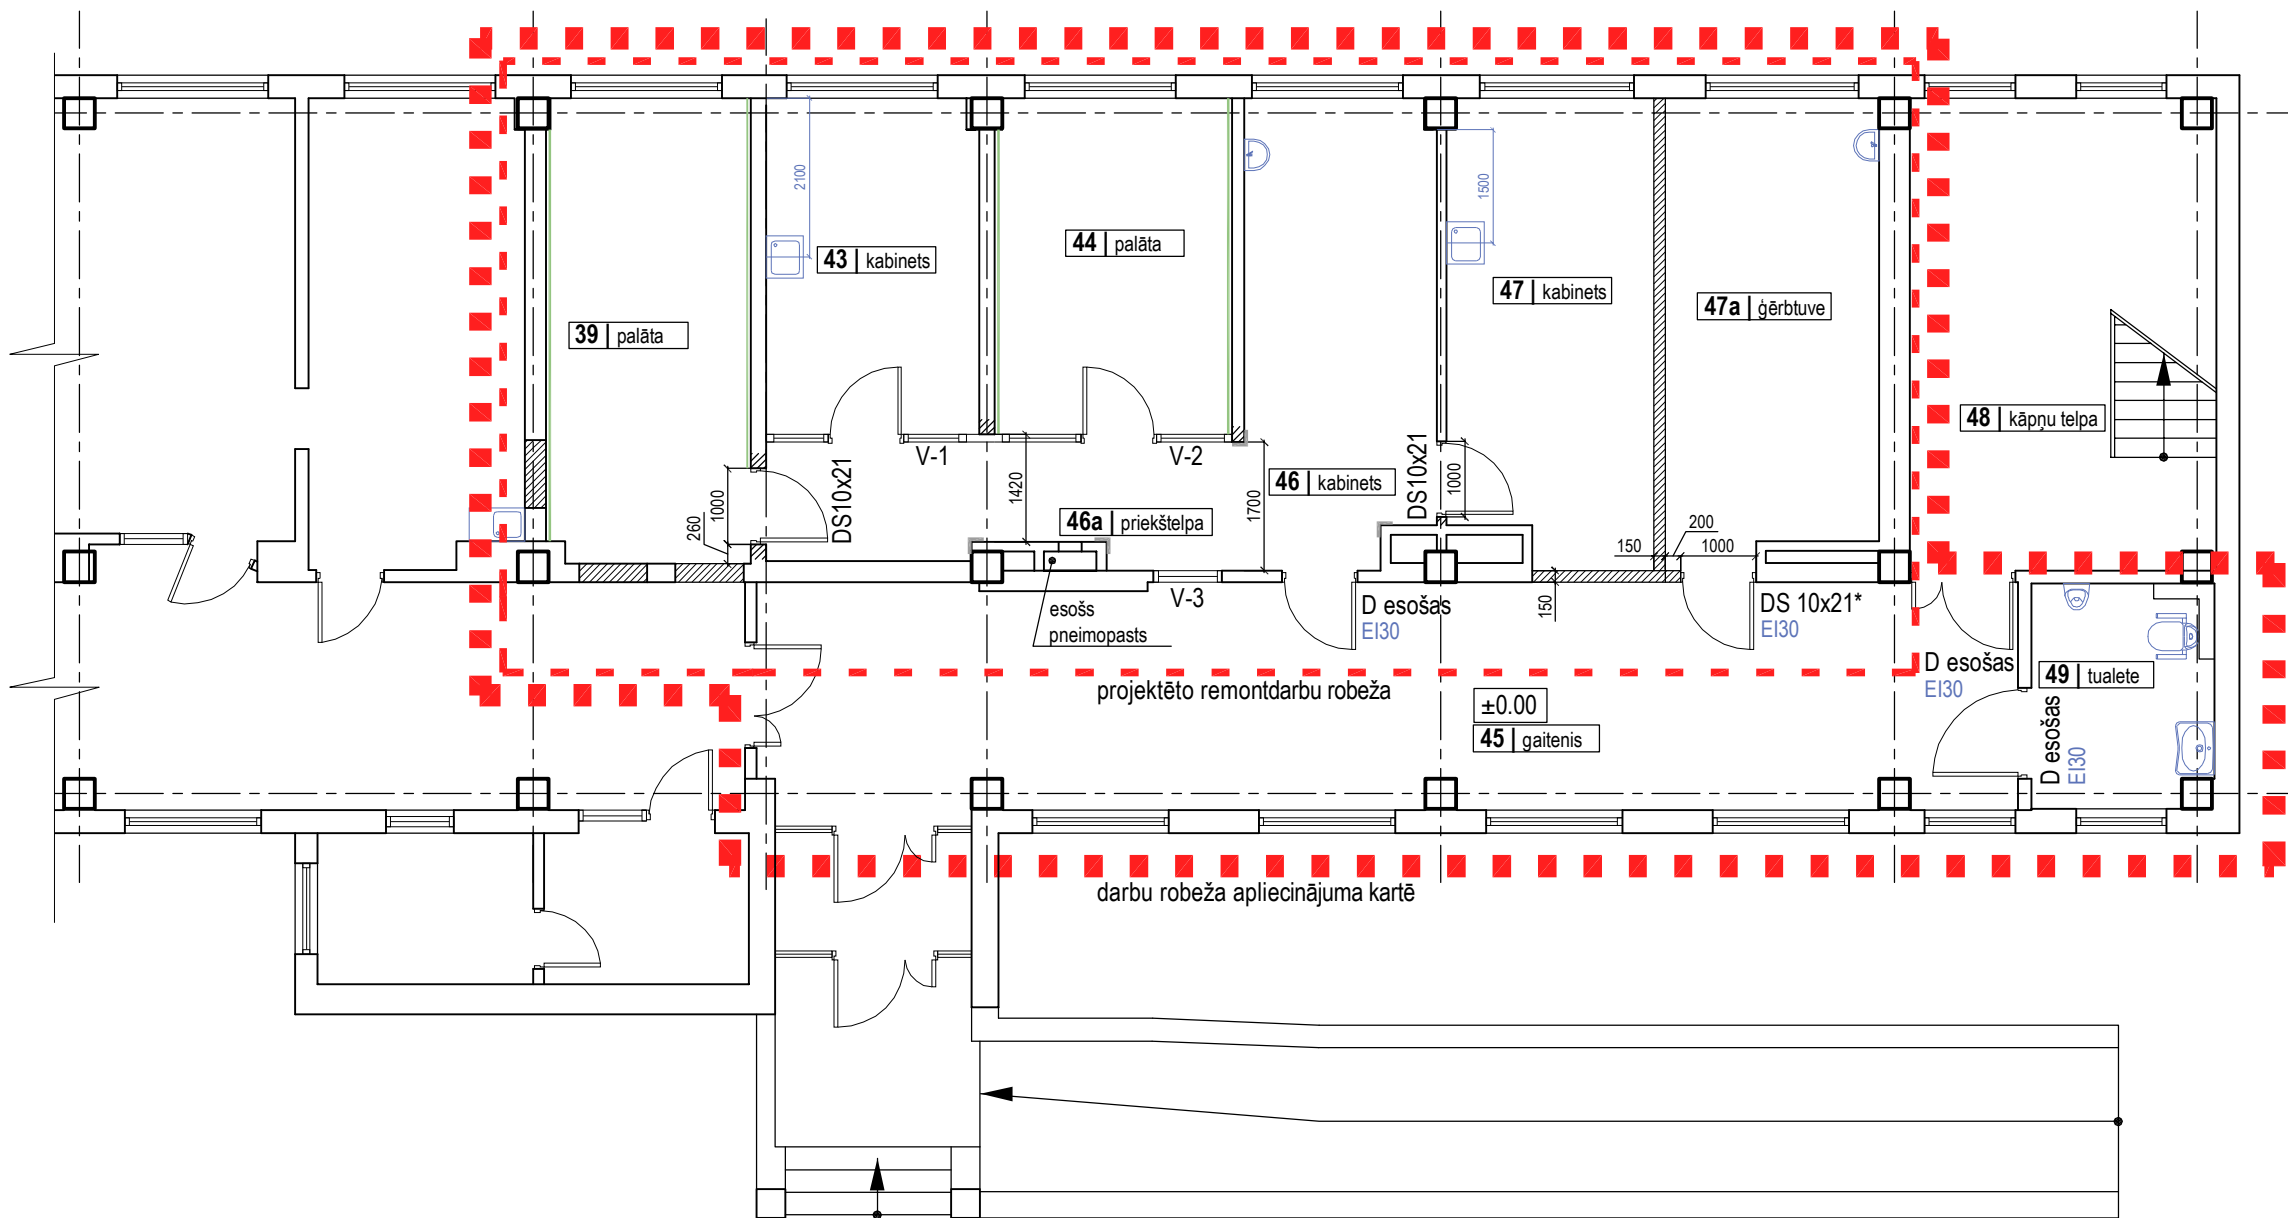 2100
1500
43 | kabinets
44 | palāta
47 | kabinets
47a | ģērbtuve
39 | palāta
48 | kāpņu telpa
V-1
V-2
DS10x21
DS10x21
1000
260
1420
1700
1000
46 | kabinets
46a | priekštelpa
200
150
1000
150
esošs
pneimopasts
V-3
D esošas
EI30
DS 10x21*
EI30
D esošas
EI30
49 | tualete
D esošas
EI30
projektēto remontdarbu robeža
±0.00
45 | gaitenis
darbu robeža apliecinājuma kartē